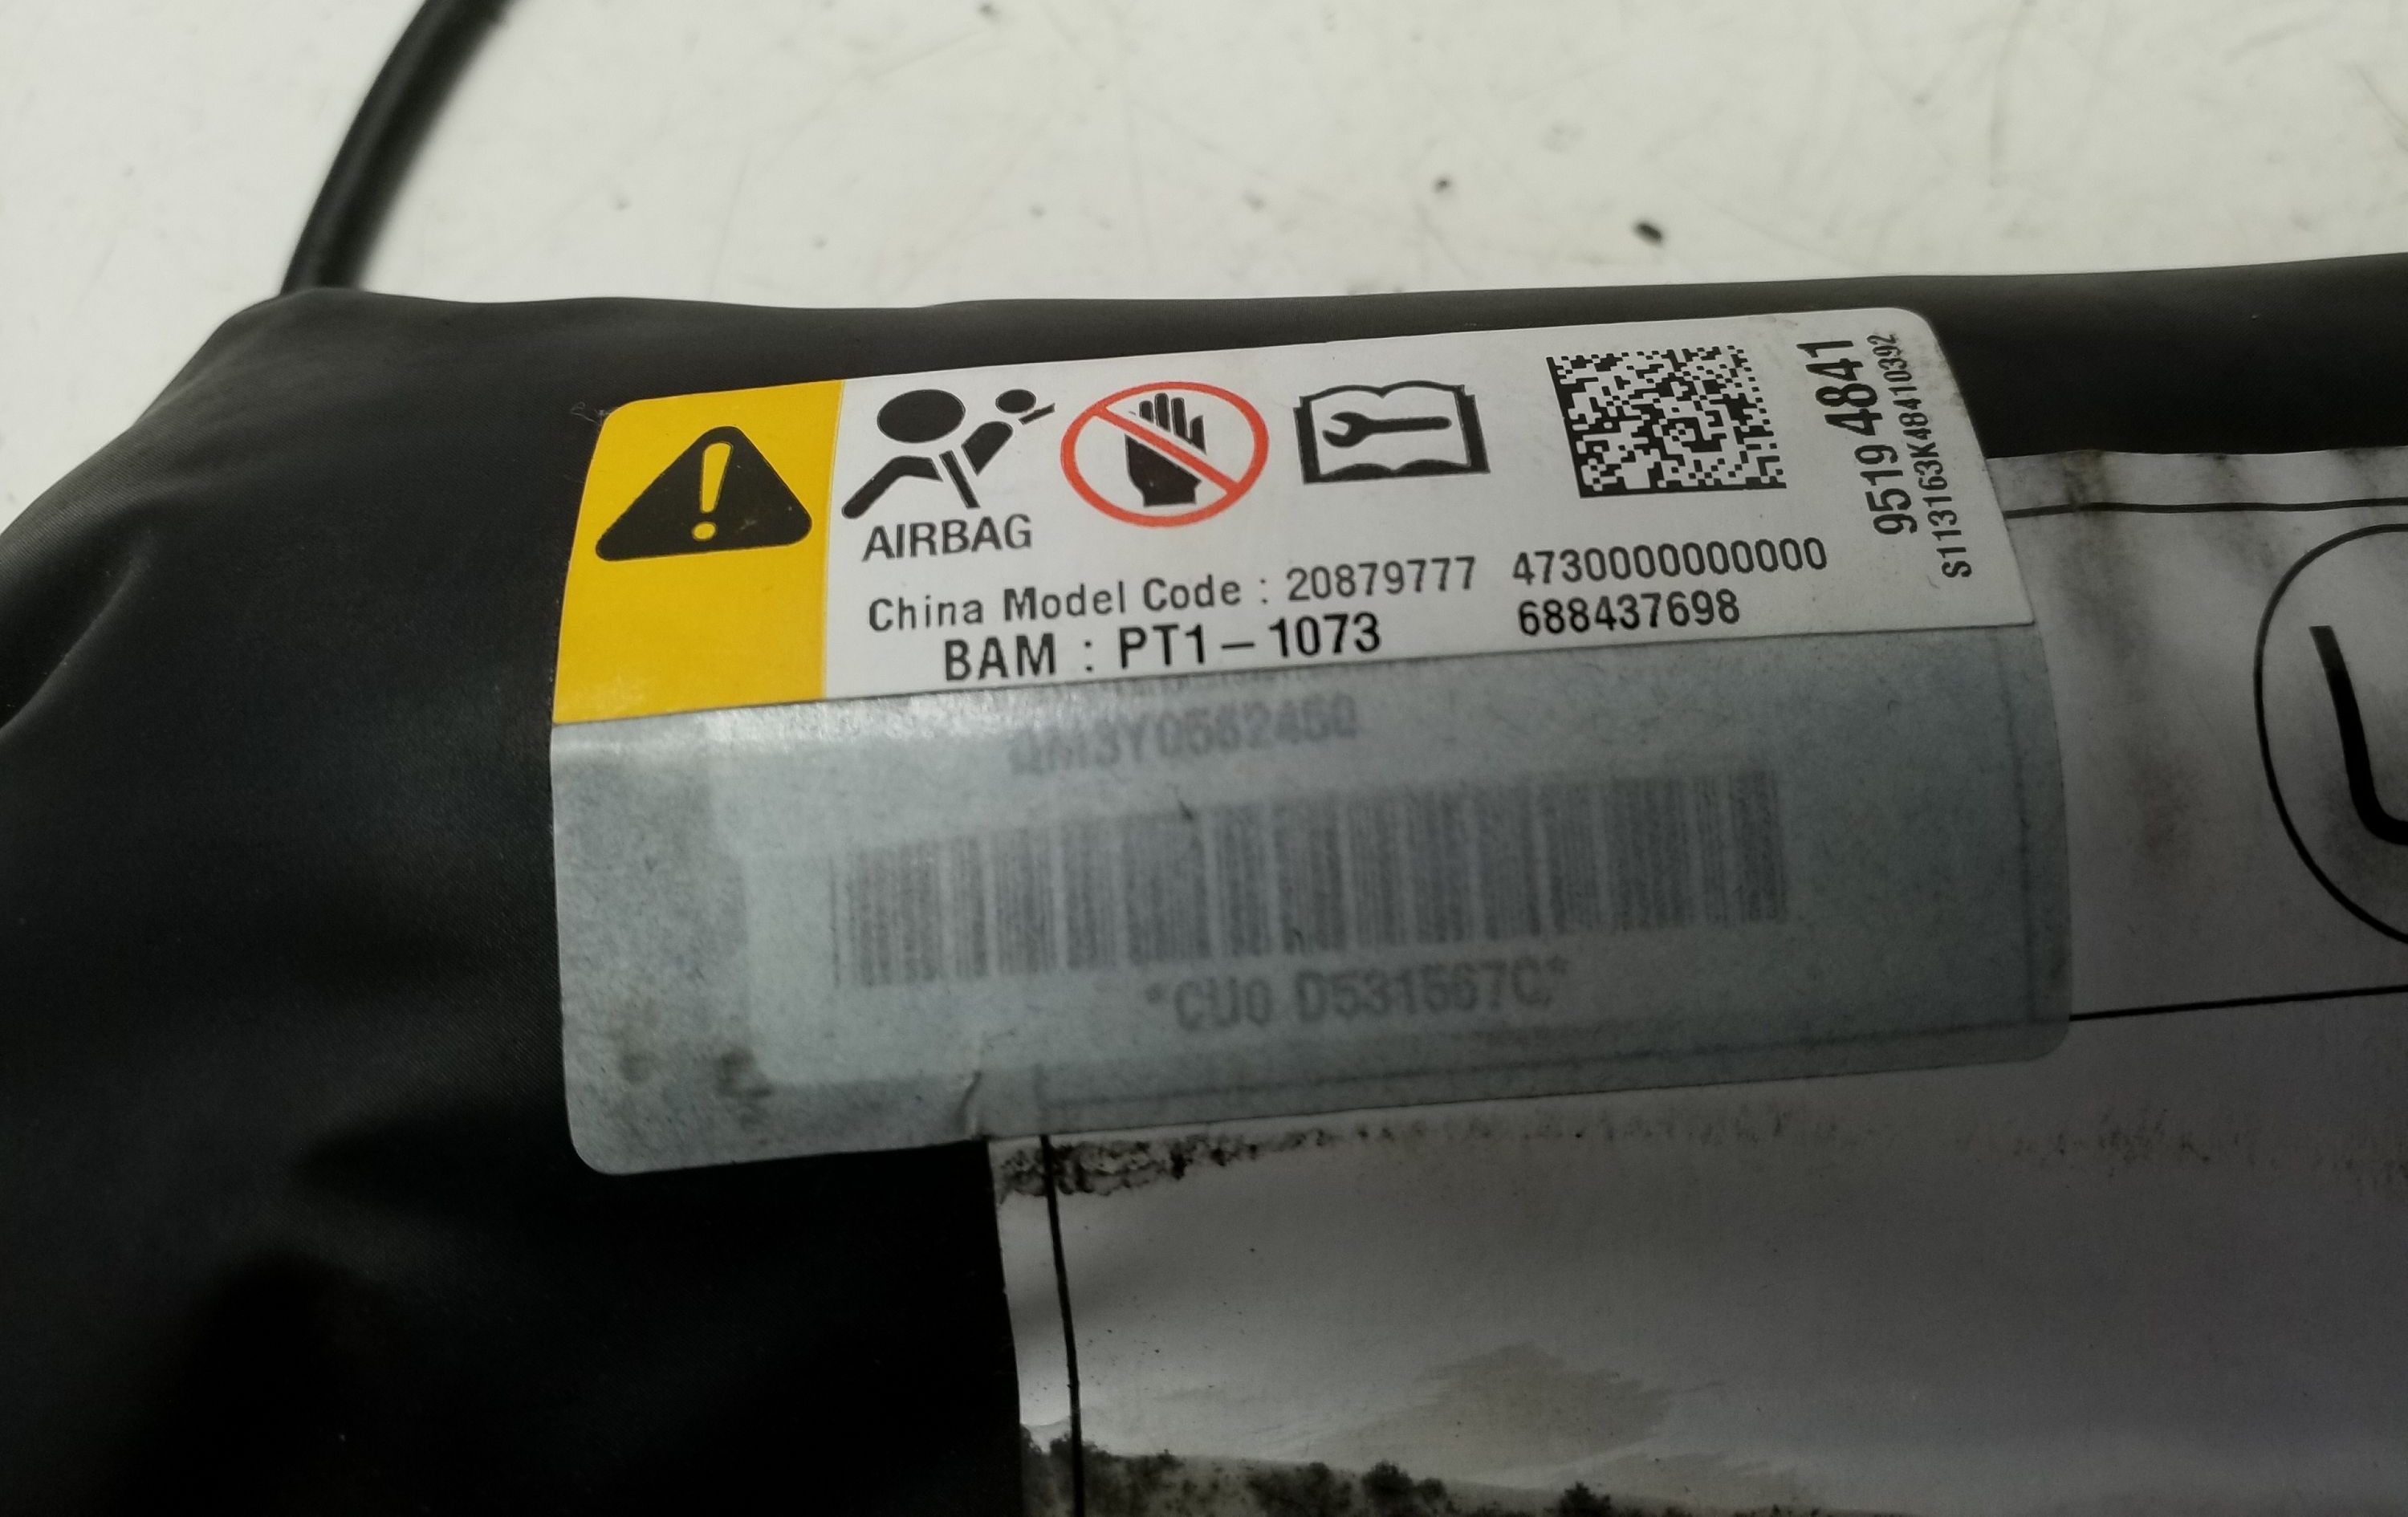 AIRBAG
China Model Code : 20879777 4730000000000
BAM : PT1-1073 688437698
9519 4841
S113163K48410392